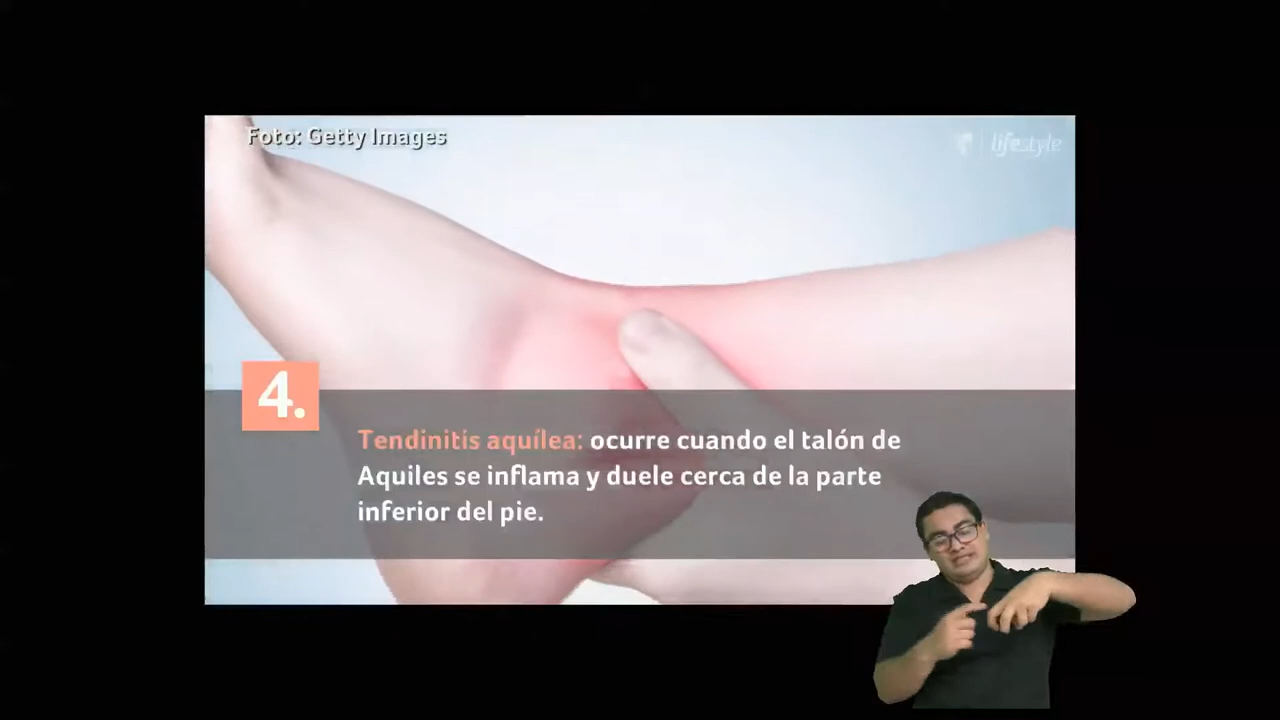 Foto: Getty Images
lifestyle
4.
Tendinitis aquílea: ocurre cuando el talón de
Aquiles se inflama y duele cerca de la parte
inferior del pie.